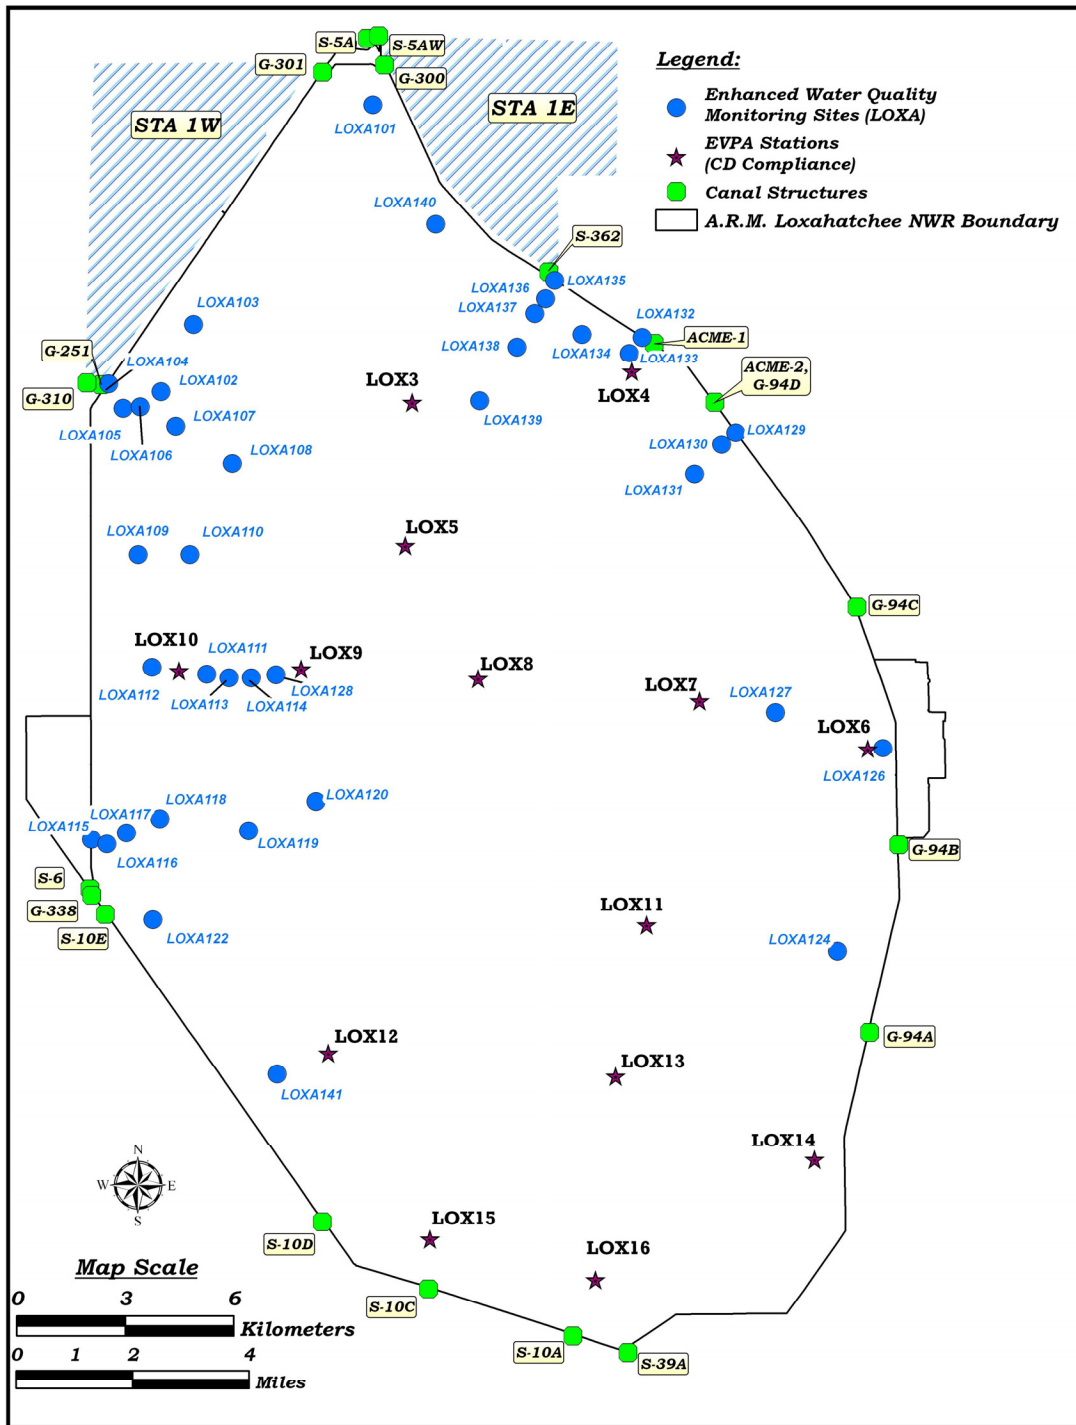 S-5A
S-5AW
G-301
G-300
STA 1W
STA 1E
LOXA101
Legend:
Enhanced Water Quality
Monitoring Sites (LOXA)
EVPA Stations
(CD Compliance)
Canal Structures
A.R.M. Loxahatchee NWR Boundary
LOXA140
S-362
LOXA136
LOXA135
LOXA137
LOXA103
LOXA132
G-251
LOXA104
LOXA138
LOXA134
LOXA133
ACME-1
G-310
LOXA102
LOX3
LOX4
ACME-2,
G-94D
LOXA107
LOXA139
LOXA105
LOXA106
LOXA129
LOXA130
LOXA108
LOXA131
LOXA109
LOXA110
LOX5
G-94C
LOX10
LOXA111
LOX9
LOX8
LOX7
LOXA112
LOXA113
LOXA114
LOXA128
LOXA127
LOX6
LOXA126
LOXA118
LOXA120
LOXA117
LOXA115
LOXA116
LOXA119
G-94B
S-6
G-338
S-10E
LOXA122
LOX11
LOXA124
LOX12
G-94A
LOXA141
LOX13
LOX14
N
W
E
S
S-10D
LOX15
LOX16
Map Scale
0 3 6
Kilometers
S-10C
0 1 2 4
Miles
S-10A
S-39A